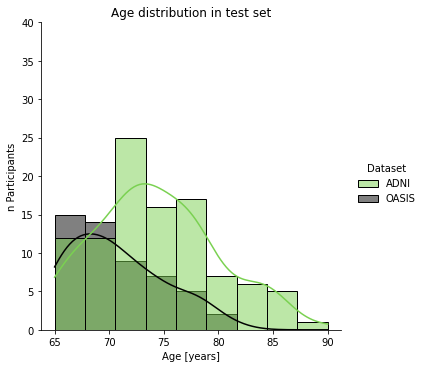 Age distribution in test set
40
35
30
25
20
15
10
5
0
n Participants
65 70 75 80 85 90
Age [years]
Dataset
ADNI
OASIS